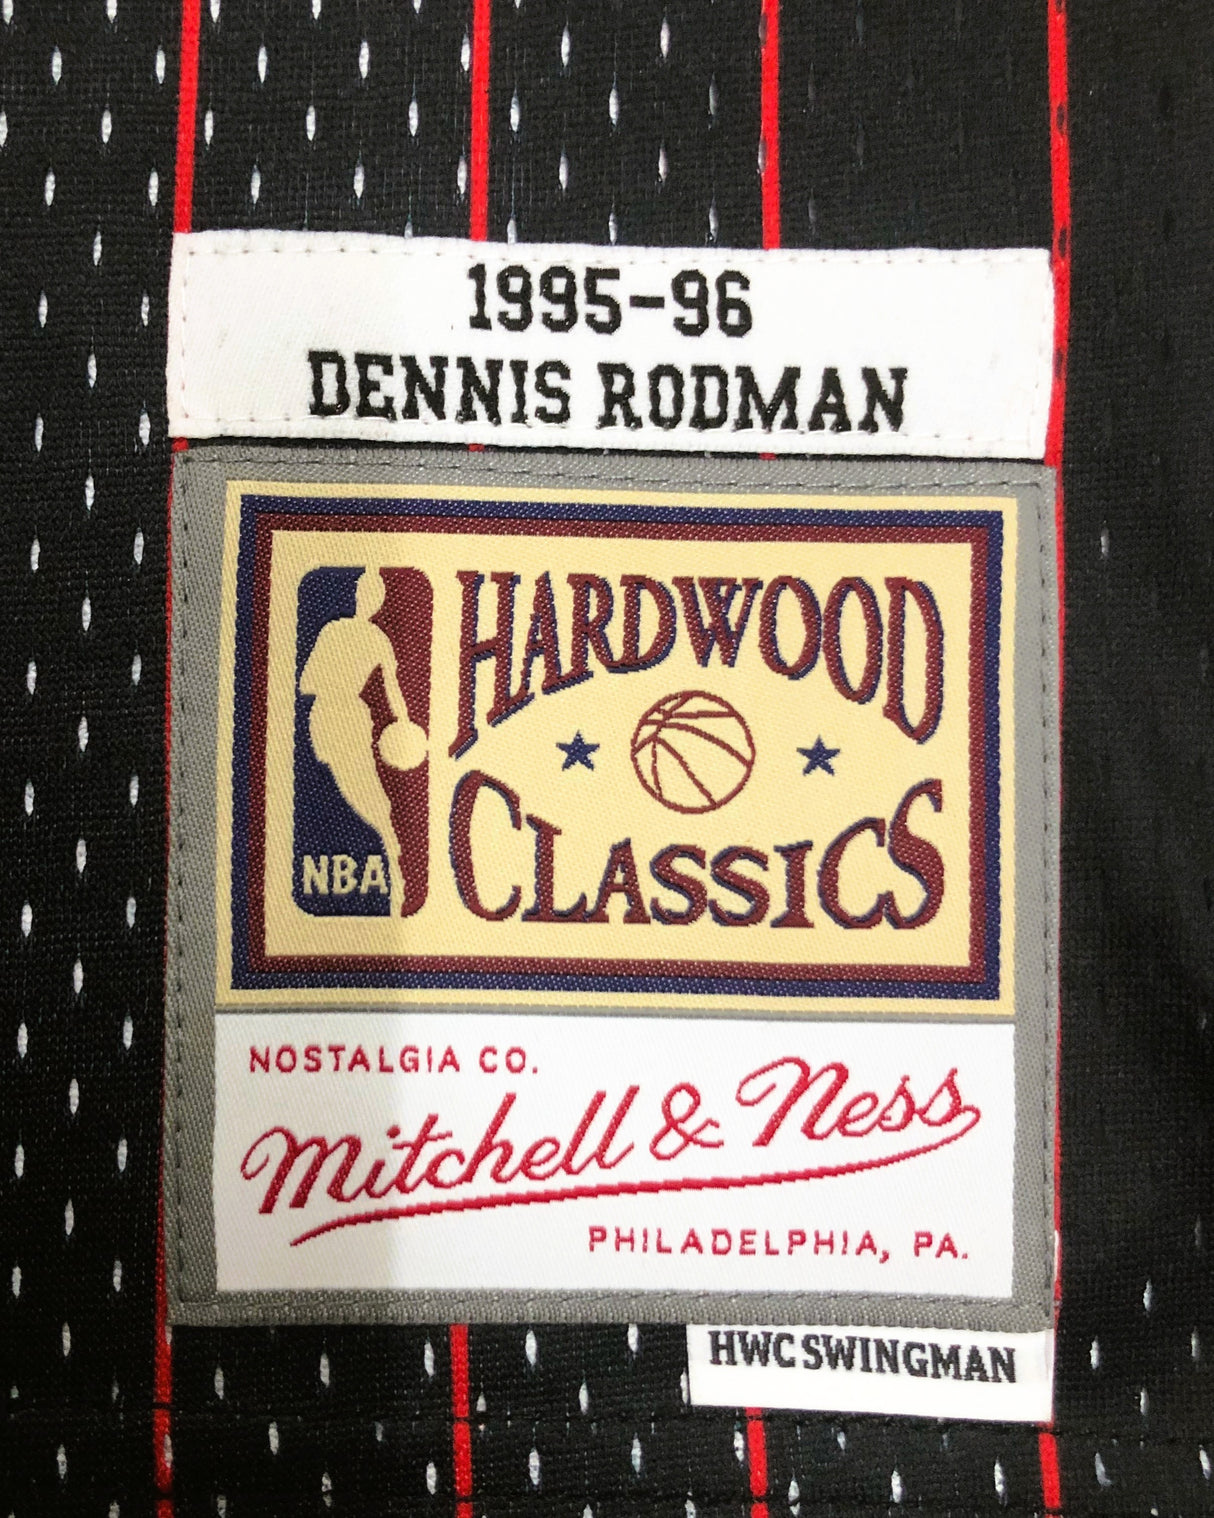 1995-96
DENNIS RODMAN
HARDWOOD
CLASSICS
NBA
NOSTALGIA CO.
Mitchell & Ness
PHILADELPHIA, PA.
HWC SWINGMAN